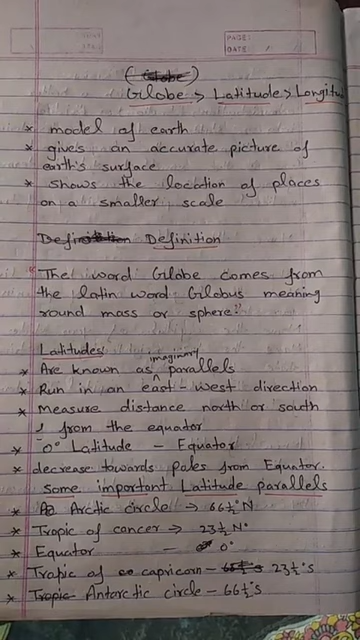 PAGE:
DATE:
(Globe)
Globe > Latitude > Longitu
* model of earth
* gives an accurate picture of
earth's surface
* shows the location of places
on a smaller scale
Definition Definition
"The word Globe comes from
the latin word Globus meaning
round mass or sphere."
Latitudes
imaginary
* Are known as ^ parallels
* Run in an east-west direction
* Measure distance north or south
from the equator
* 0° Latitude - Equator
* decrease towards poles from Equator.
Some important Latitude parallels
* Arctic circle → 66½°N
* Tropic of cancer → 23½N°
* Equator - 0°
* Tropic of capricorn - 23½°s
* Tropic Antarctic circle - 66½°s